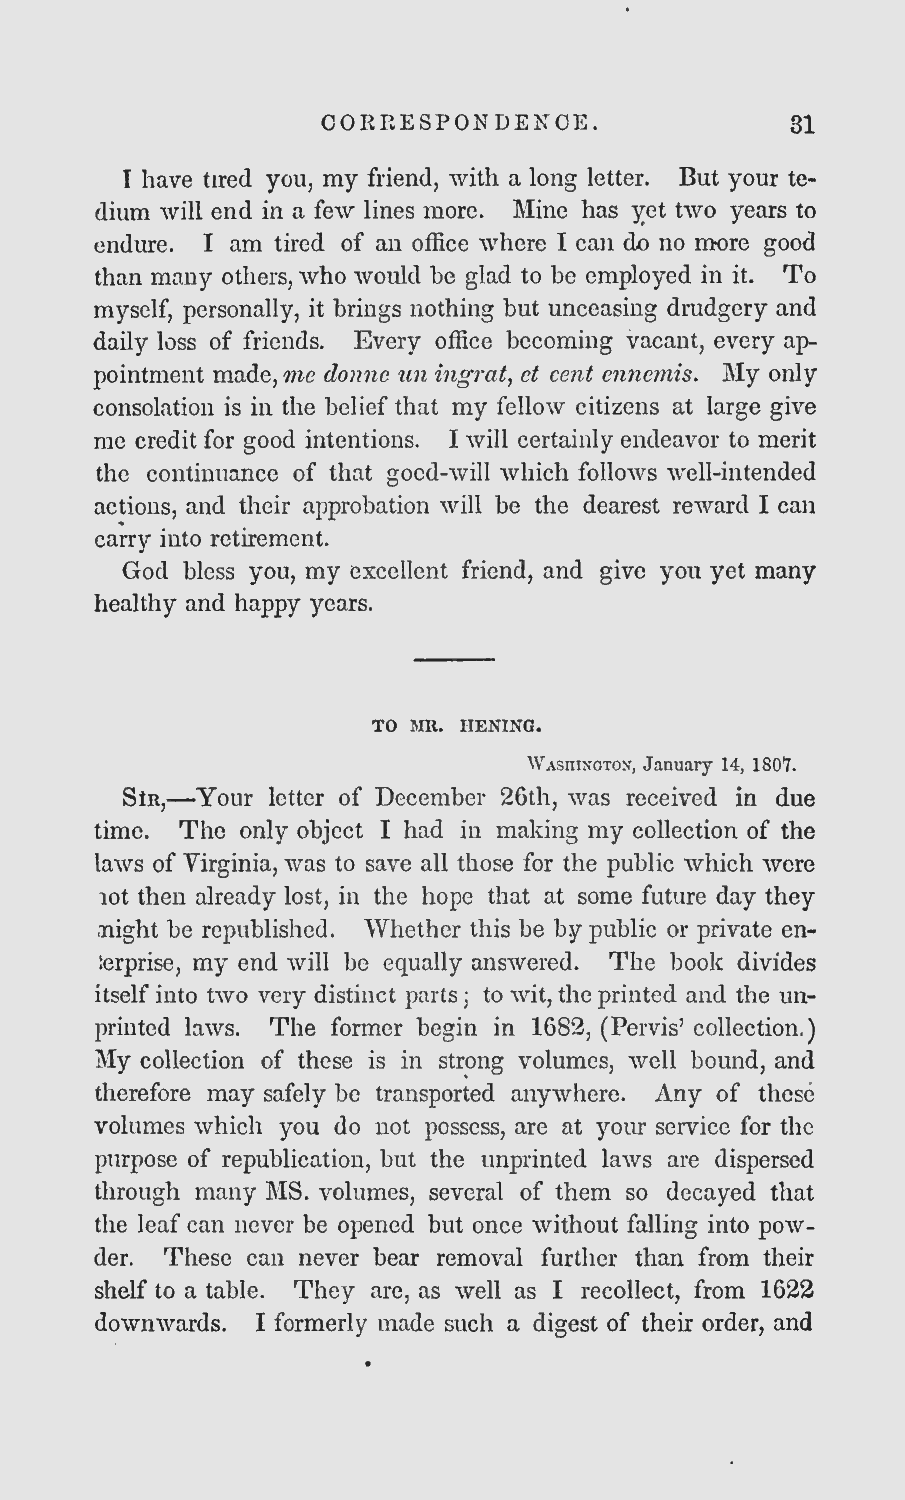 CORRESPONDENCE. 31
I have tired you, my friend, with a long letter. But your te-
dium will end in a few lines more. Mine has yet two years to
endure. I am tired of an office where I can do no more good
than many others, who would be glad to be employed in it. To
myself, personally, it brings nothing but unceasing drudgery and
daily loss of friends. Every office becoming vacant, every ap-
pointment made, me donne un ingrat, et cent ennemis. My only
consolation is in the belief that my fellow citizens at large give
me credit for good intentions. I will certainly endeavor to merit
the continuance of that good-will which follows well-intended
actions, and their approbation will be the dearest reward I can
carry into retirement.
God bless you, my excellent friend, and give you yet many
healthy and happy years.
TO MR. HENING.
Washington, January 14, 1807.
Sir,—Your letter of December 26th, was received in due
time. The only object I had in making my collection of the
laws of Virginia, was to save all those for the public which were
not then already lost, in the hope that at some future day they
might be republished. Whether this be by public or private en-
terprise, my end will be equally answered. The book divides
itself into two very distinct parts; to wit, the printed and the un-
printed laws. The former begin in 1682, (Pervis' collection.)
My collection of these is in strong volumes, well bound, and
therefore may safely be transported anywhere. Any of these
volumes which you do not possess, are at your service for the
purpose of republication, but the unprinted laws are dispersed
through many MS. volumes, several of them so decayed that
the leaf can never be opened but once without falling into pow-
der. These can never bear removal further than from their
shelf to a table. They are, as well as I recollect, from 1622
downwards. I formerly made such a digest of their order, and